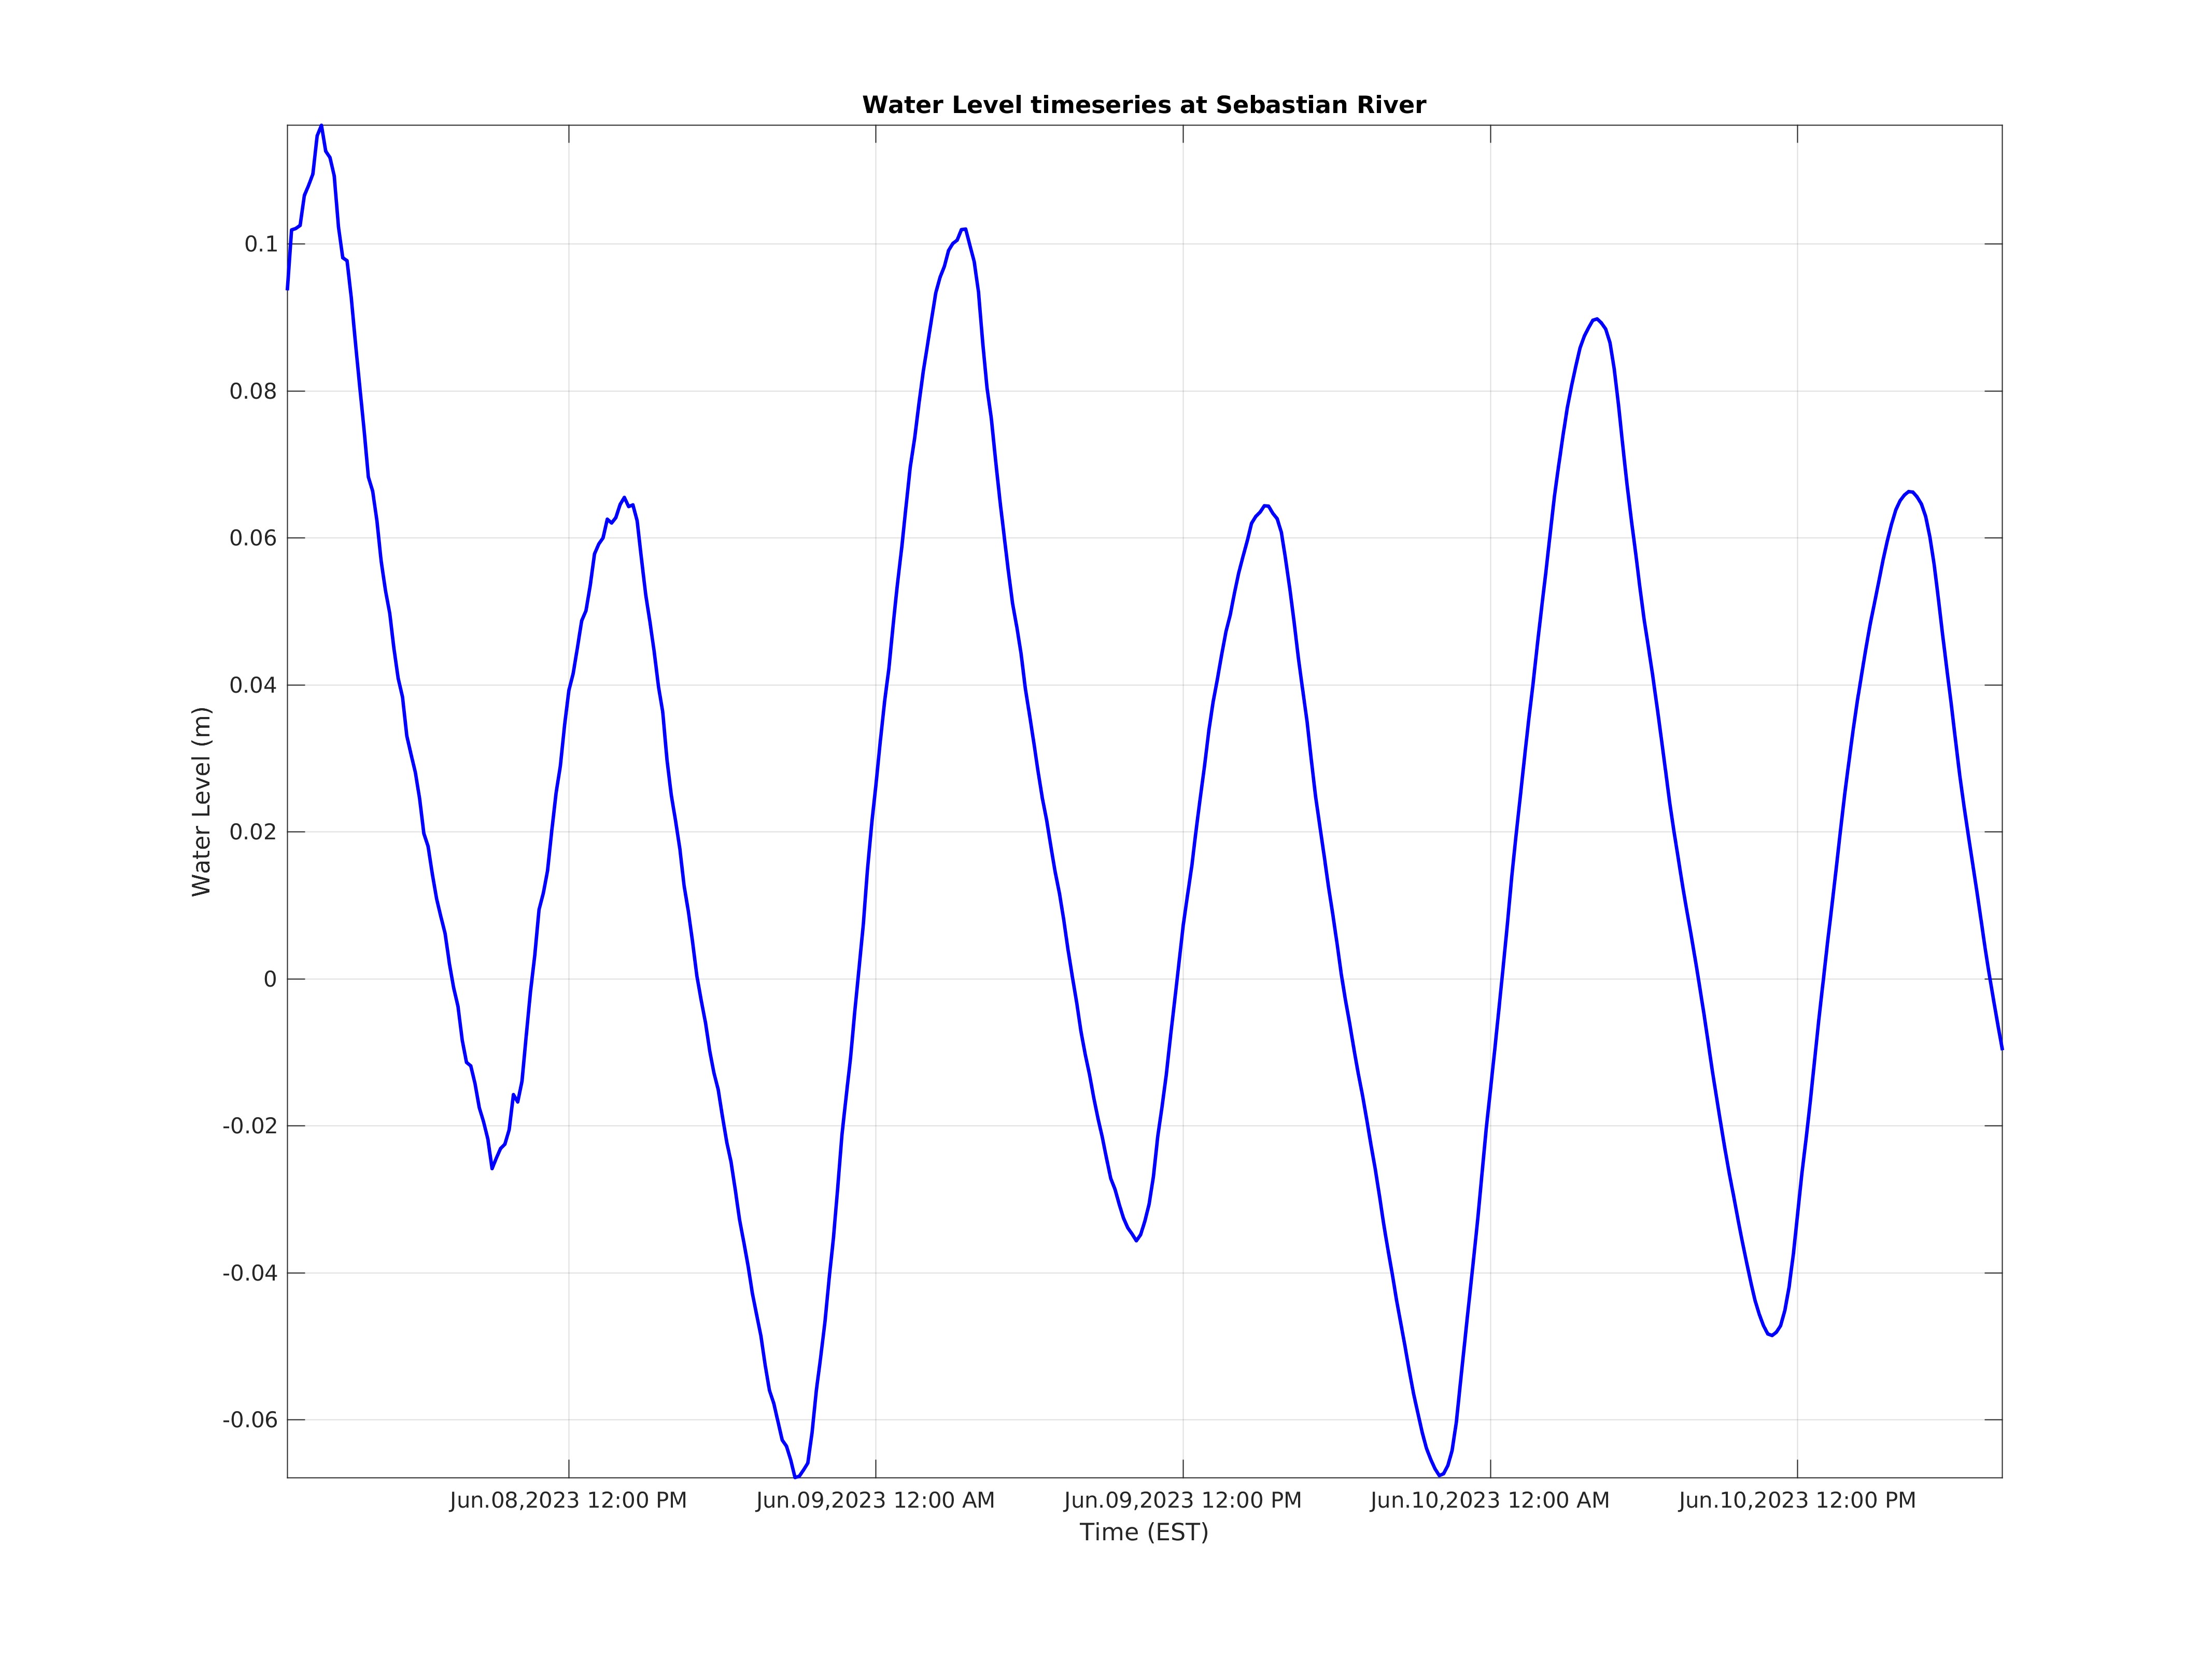 Water Level timeseries at Sebastian River
0.1
0.08
0.06
0.04
0.02
0
-0.02
-0.04
-0.06
Water Level (m)
Jun.08,2023 12:00 PM
Jun.09,2023 12:00 AM
Jun.09,2023 12:00 PM
Jun.10,2023 12:00 AM
Jun.10,2023 12:00 PM
Time (EST)